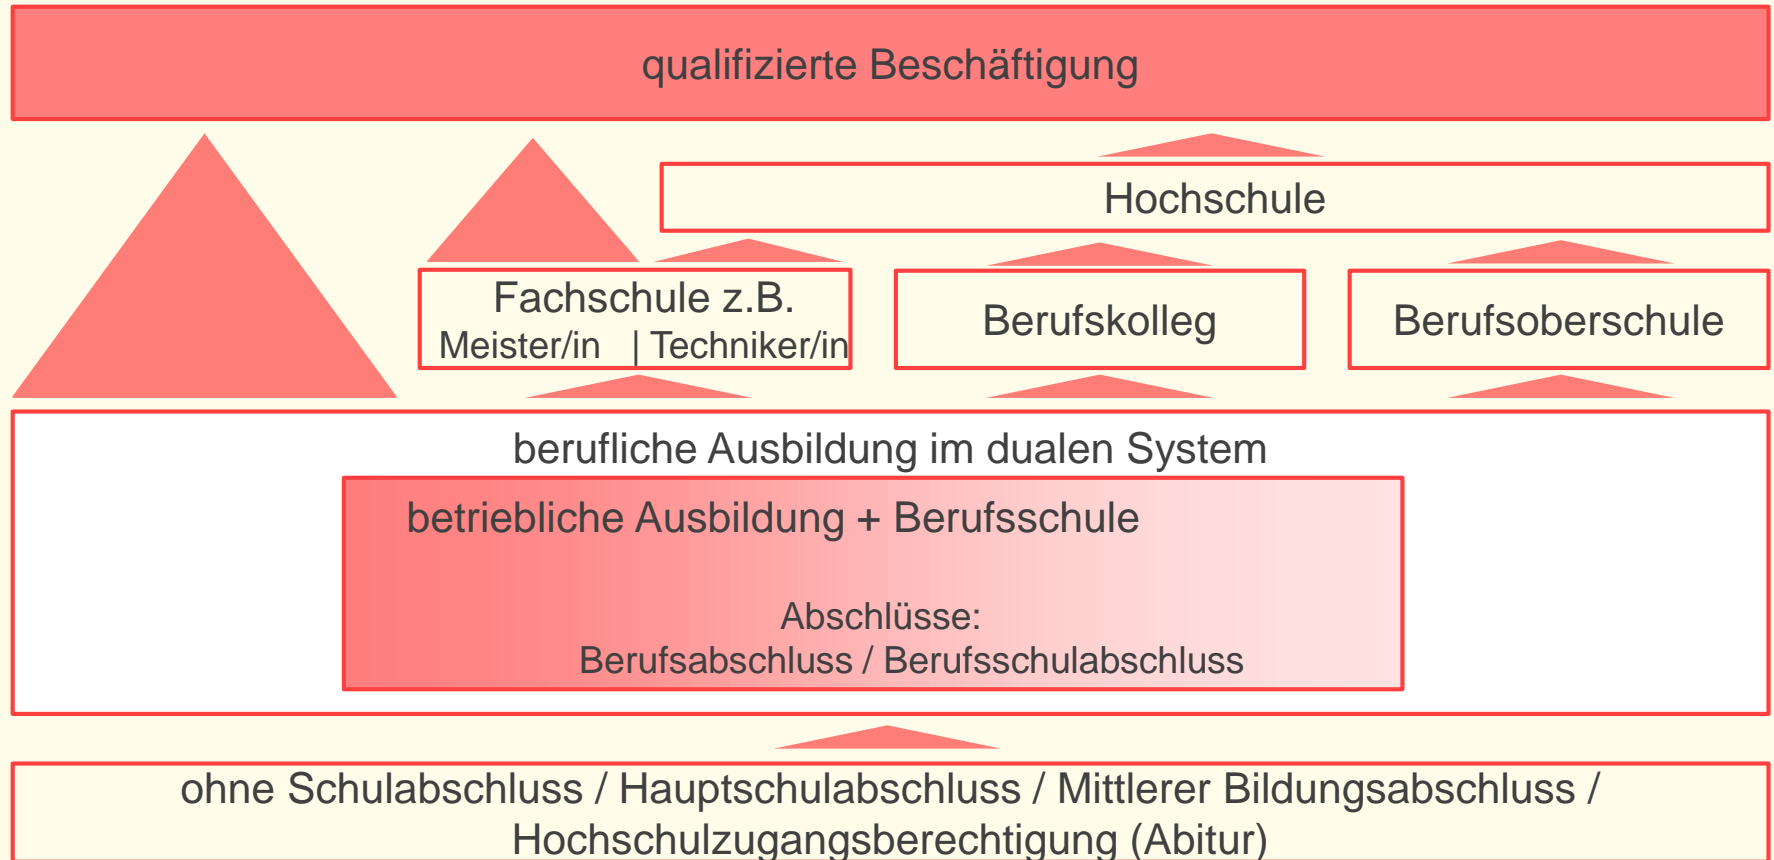 qualifizierte Beschäftigung
Hochschule
Fachschule z.B.
Meister/in | Techniker/in
Berufskolleg
Berufsoberschule
berufliche Ausbildung im dualen System
betriebliche Ausbildung + Berufsschule
Abschlüsse:
Berufsabschluss / Berufsschulabschluss
ohne Schulabschluss / Hauptschulabschluss / Mittlerer Bildungsabschluss /
Hochschulzugangsberechtigung (Abitur)